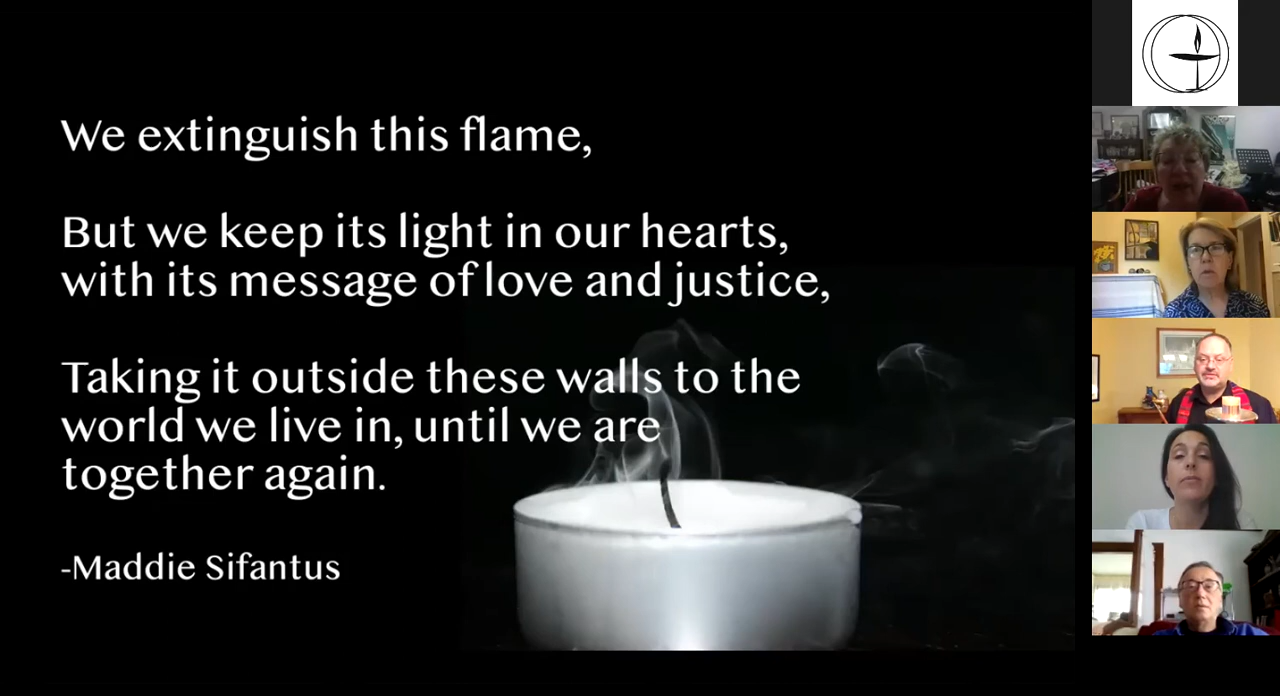 We extinguish this flame,
But we keep its light in our hearts,
with its message of love and justice,
Taking it outside these walls to the
world we live in, until we are
together again.
-Maddie Sifantus